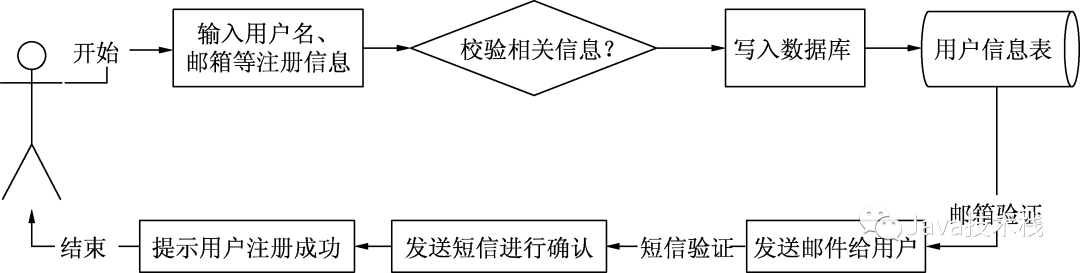 开始
输入用户名、
邮箱等注册信息
校验相关信息？
写入数据库
用户信息表
邮箱验证
Java技术栈
发送邮件给用户
短信验证
发送短信进行确认
提示用户注册成功
结束